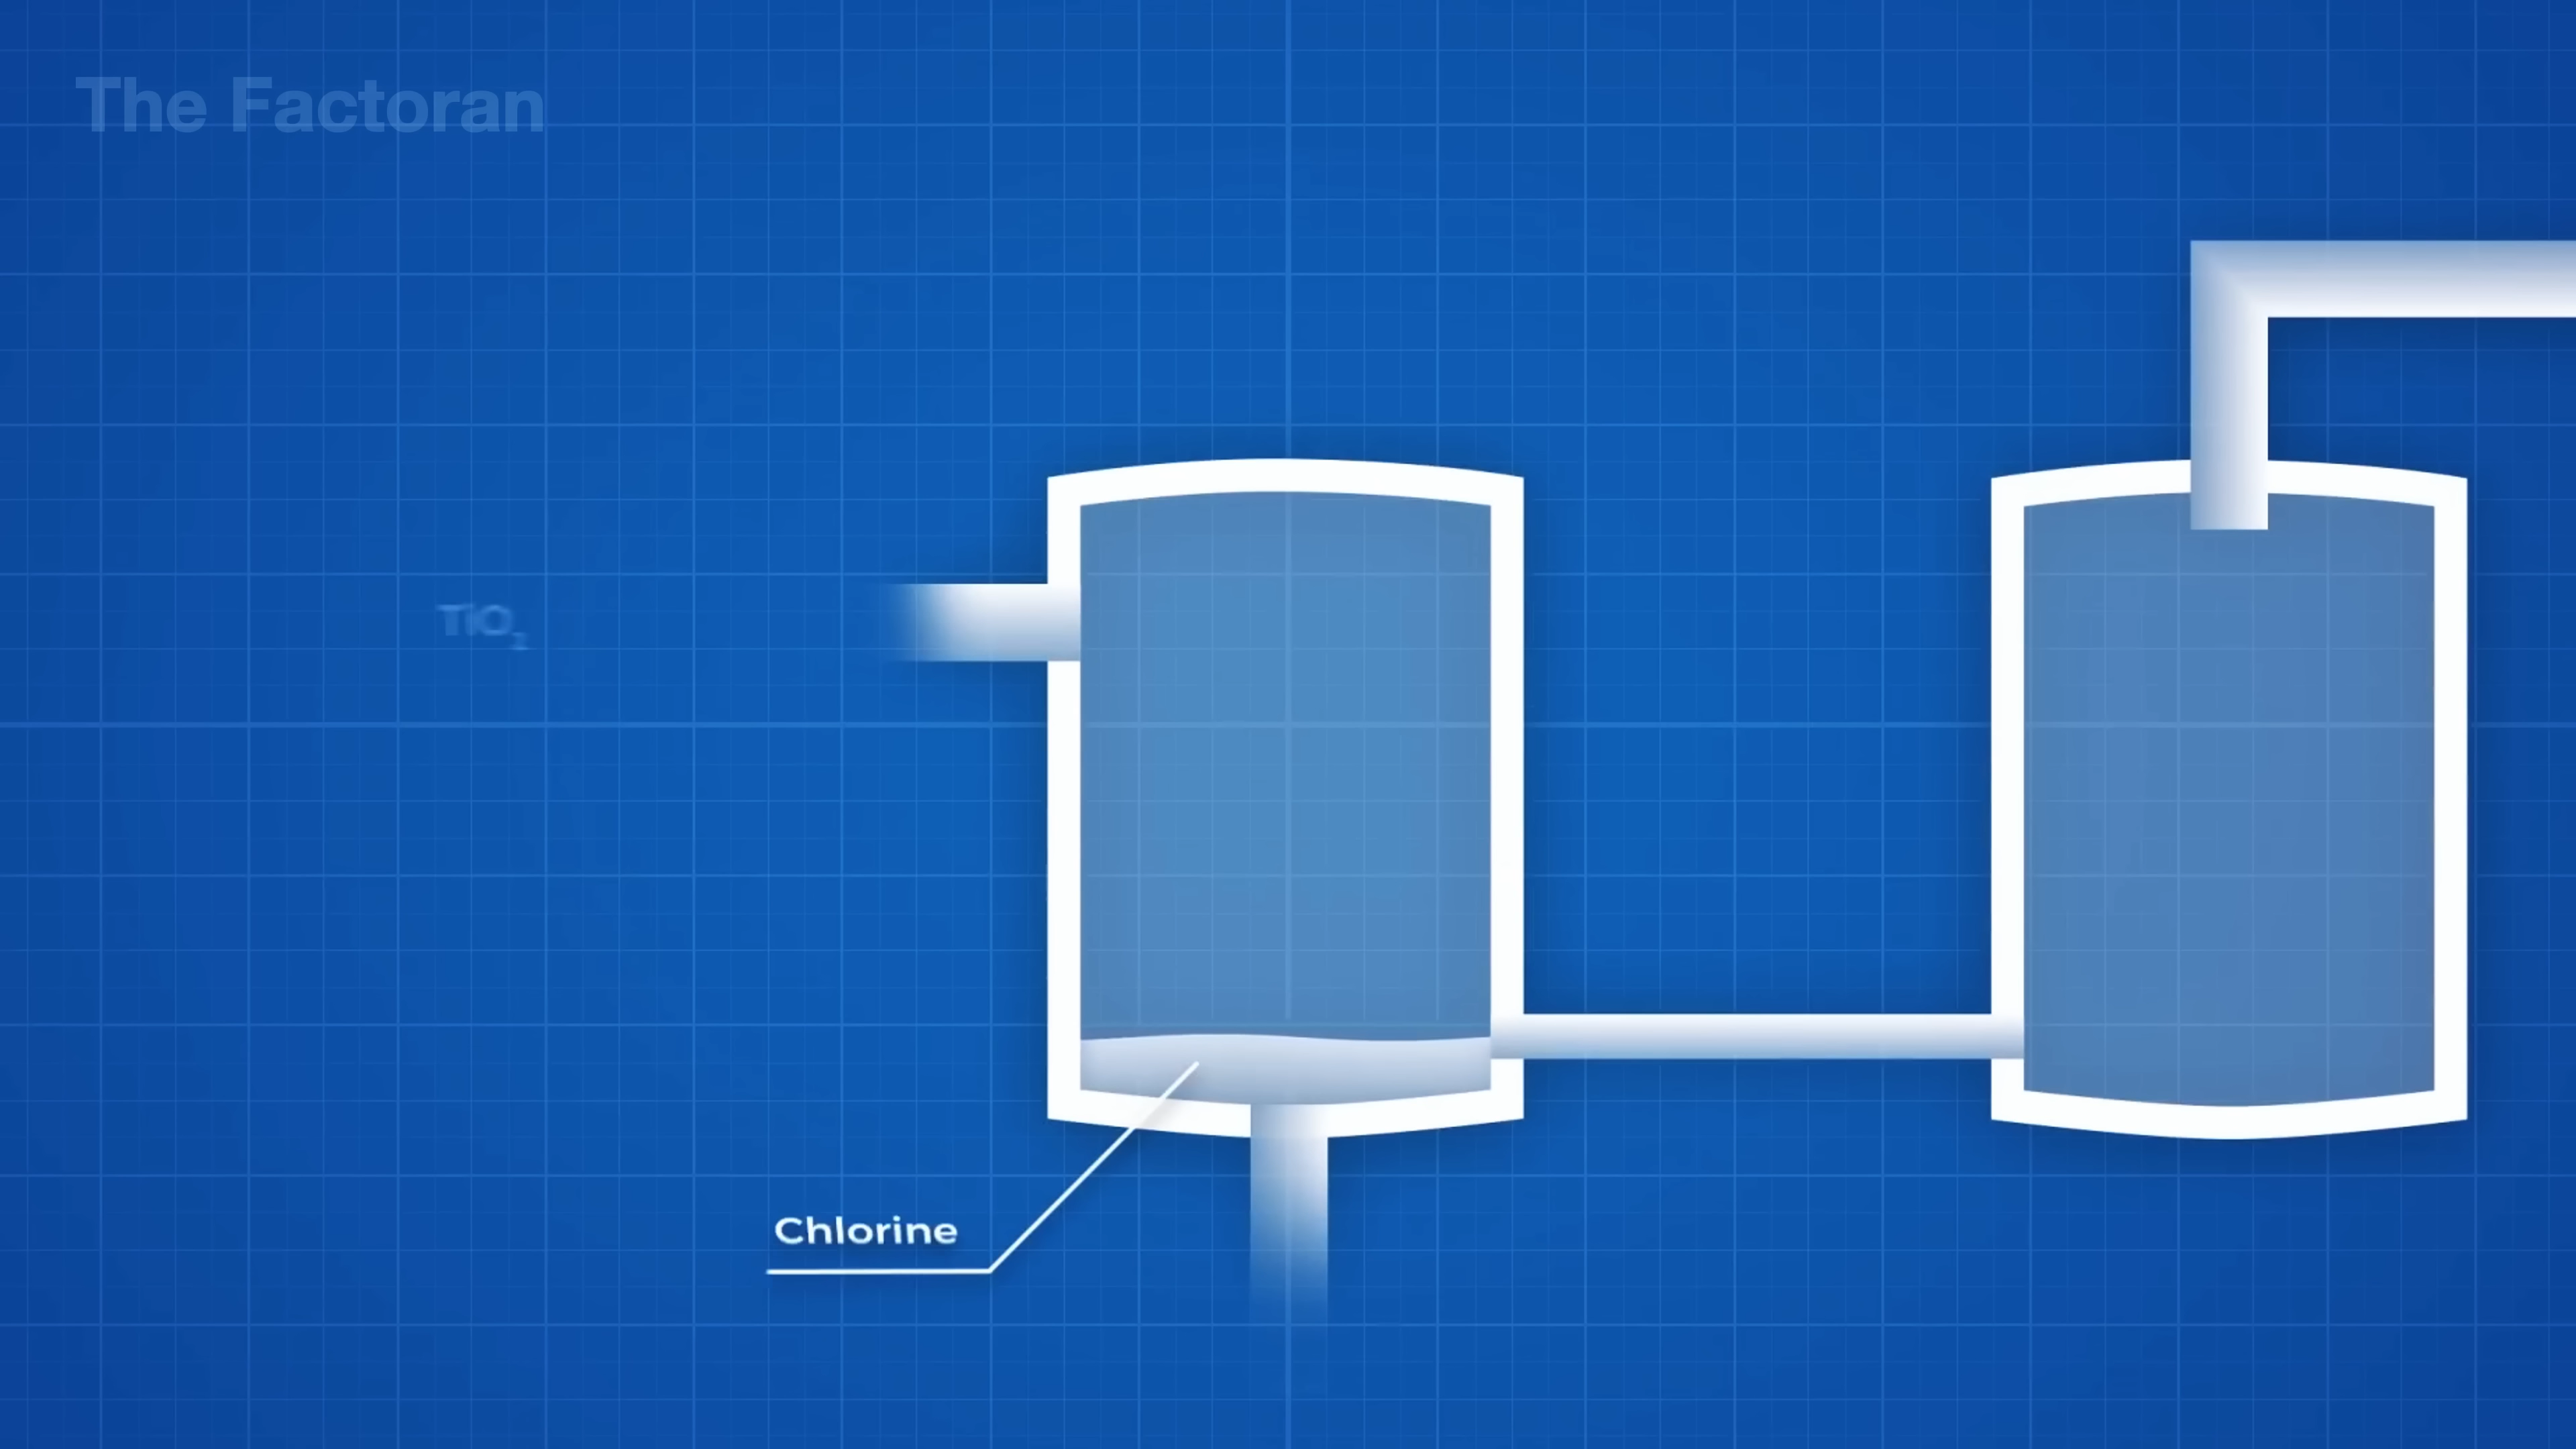 The Factoran
TiO₂
Chlorine